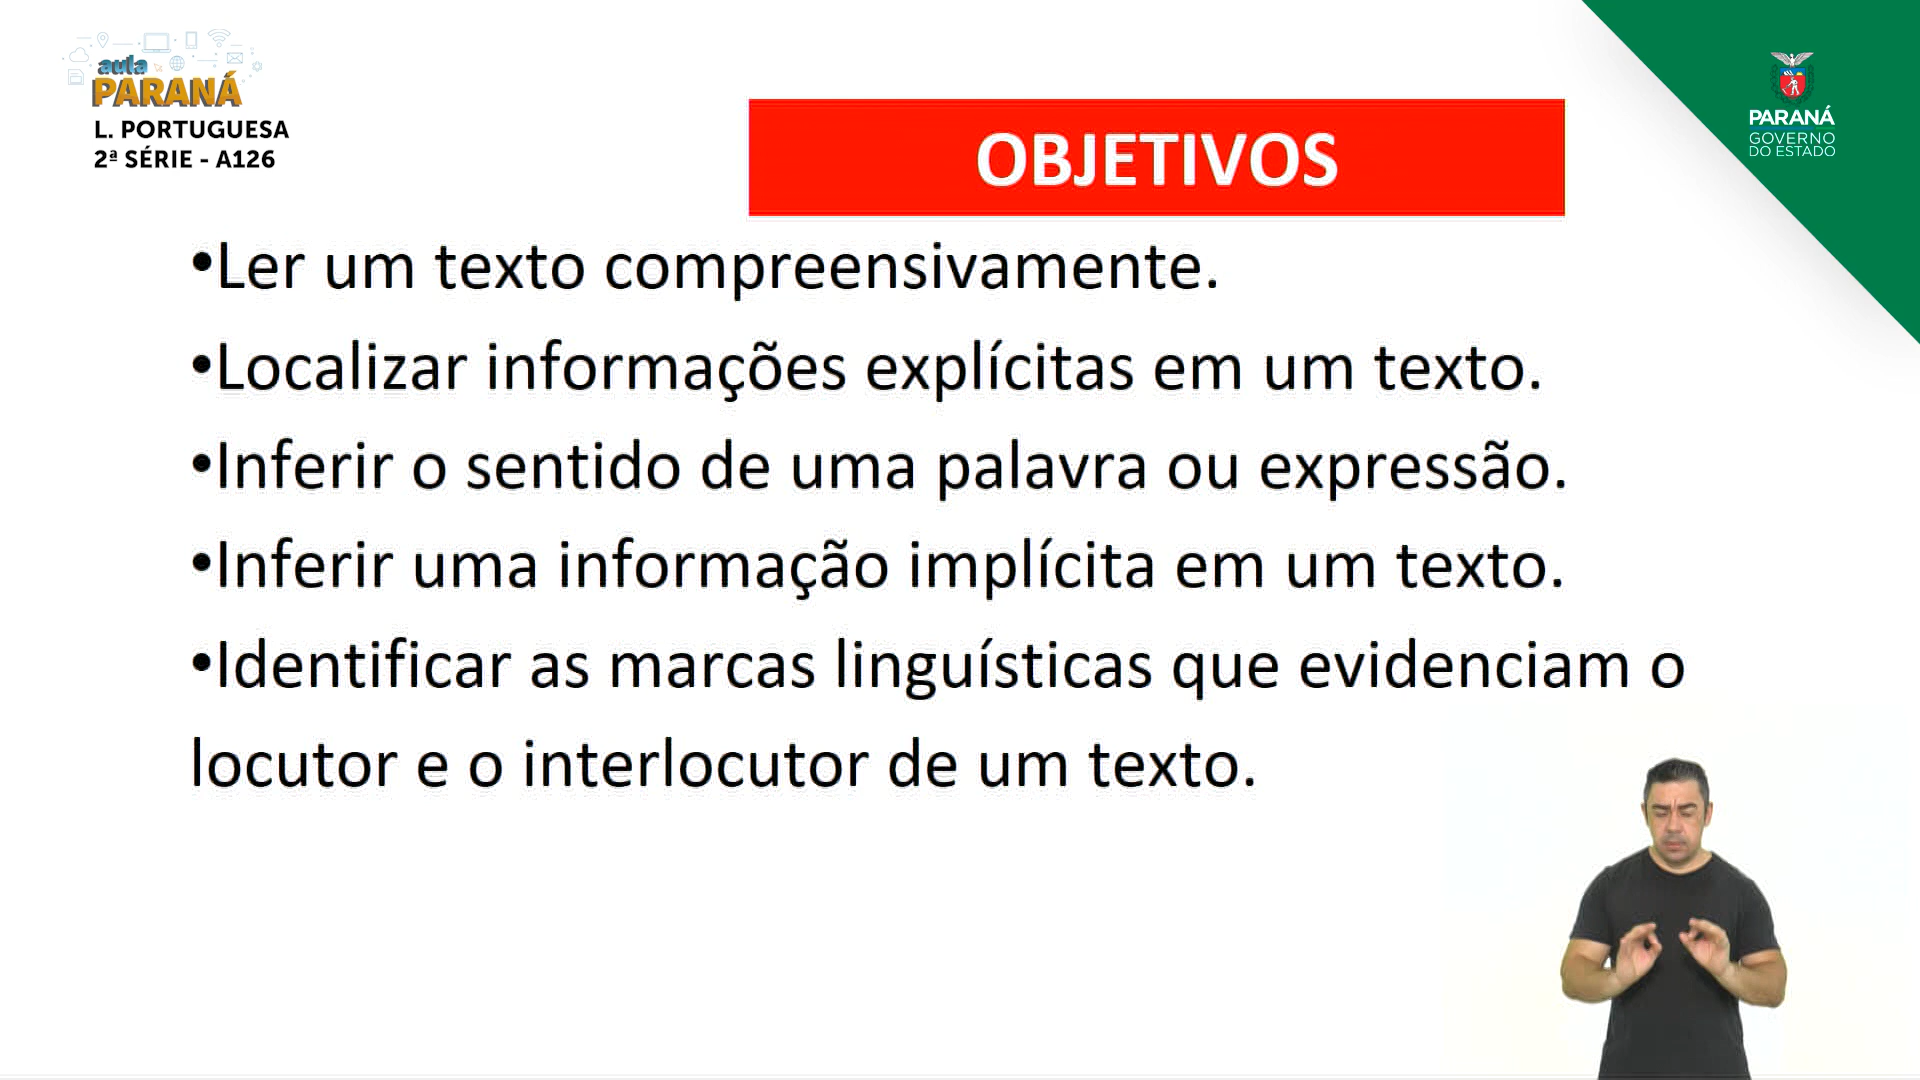 aula
PARANÁ
L. PORTUGUESA
2ª SÉRIE - A126
PARANÁ
GOVERNO
DO ESTADO
OBJETIVOS
•Ler um texto compreensivamente.
•Localizar informações explícitas em um texto.
•Inferir o sentido de uma palavra ou expressão.
•Inferir uma informação implícita em um texto.
•Identificar as marcas linguísticas que evidenciam o
locutor e o interlocutor de um texto.